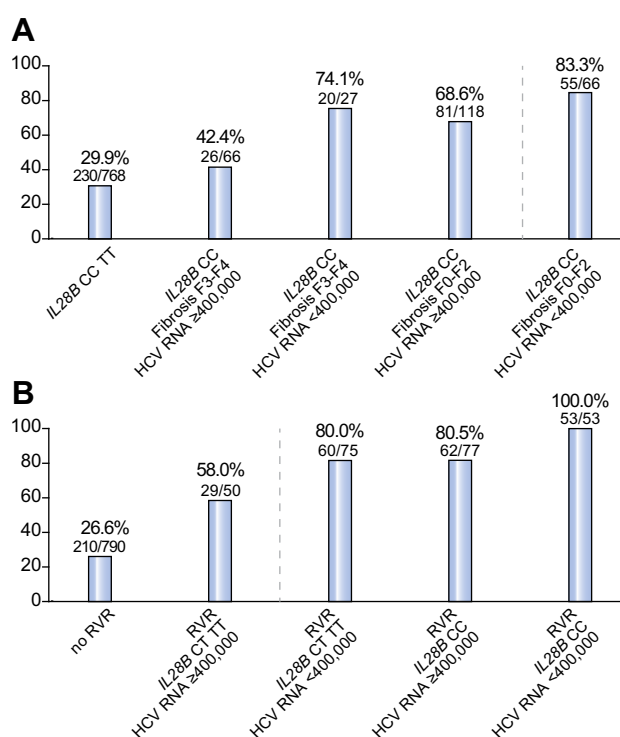 A
100
80
60
40
20
0
29.9%
230/768
42.4%
26/66
74.1%
20/27
68.6%
81/118
83.3%
55/66
IL28B CC TT
IL28B CC
Fibrosis F3-F4
HCV RNA ≥400,000
IL28B CC
Fibrosis F3-F4
HCV RNA <400,000
IL28B CC
Fibrosis F0-F2
HCV RNA ≥400,000
IL28B CC
Fibrosis F0-F2
HCV RNA <400,000
B
100
80
60
40
20
0
26.6%
210/790
58.0%
29/50
80.0%
60/75
80.5%
62/77
100.0%
53/53
no RVR
RVR
IL28B CT TT
HCV RNA ≥400,000
RVR
IL28B CT TT
HCV RNA <400,000
RVR
IL28B CC
HCV RNA ≥400,000
RVR
IL28B CC
HCV RNA <400,000